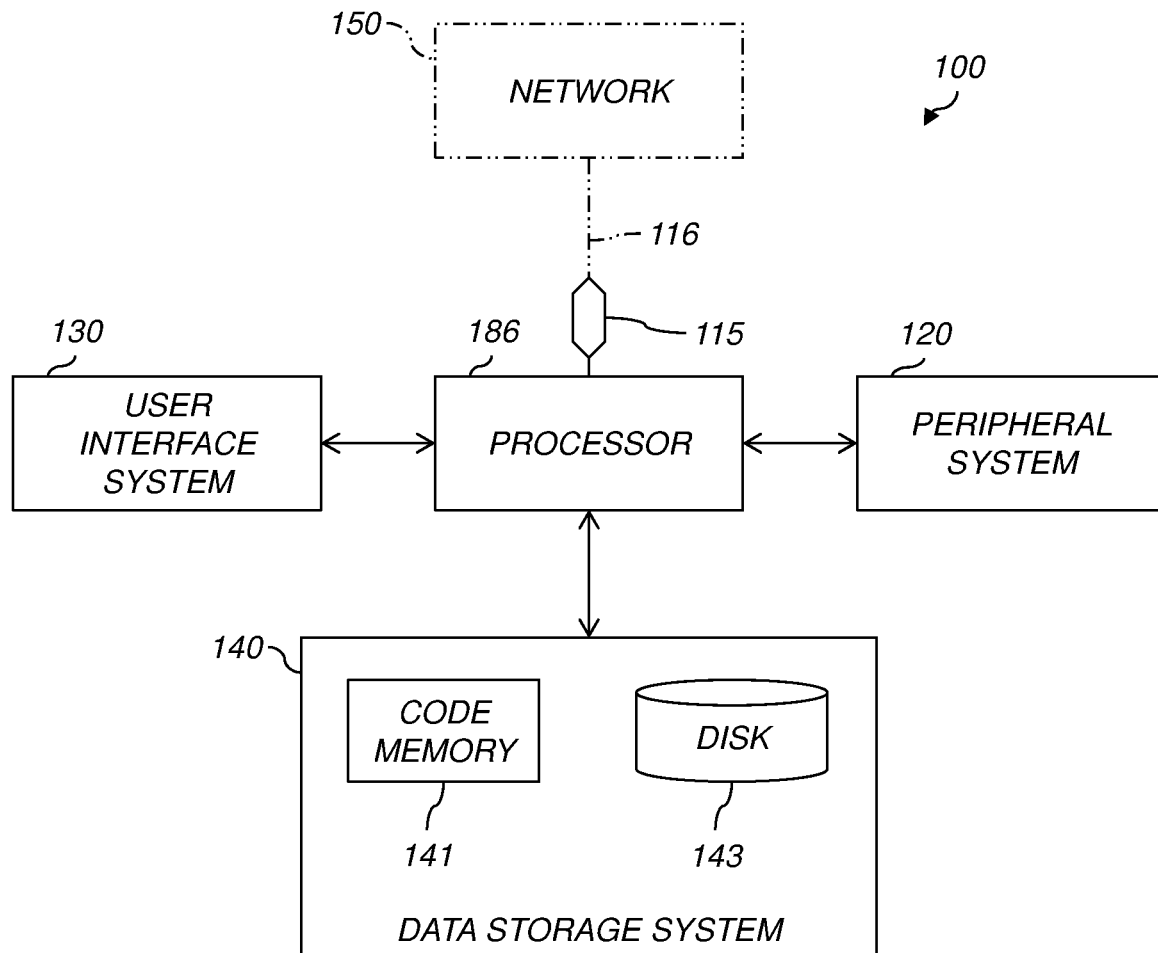 150
NETWORK
100
116
115
130
186
120
USER
INTERFACE
SYSTEM
PROCESSOR
PERIPHERAL
SYSTEM
140
CODE
MEMORY
DISK
141
143
DATA STORAGE SYSTEM